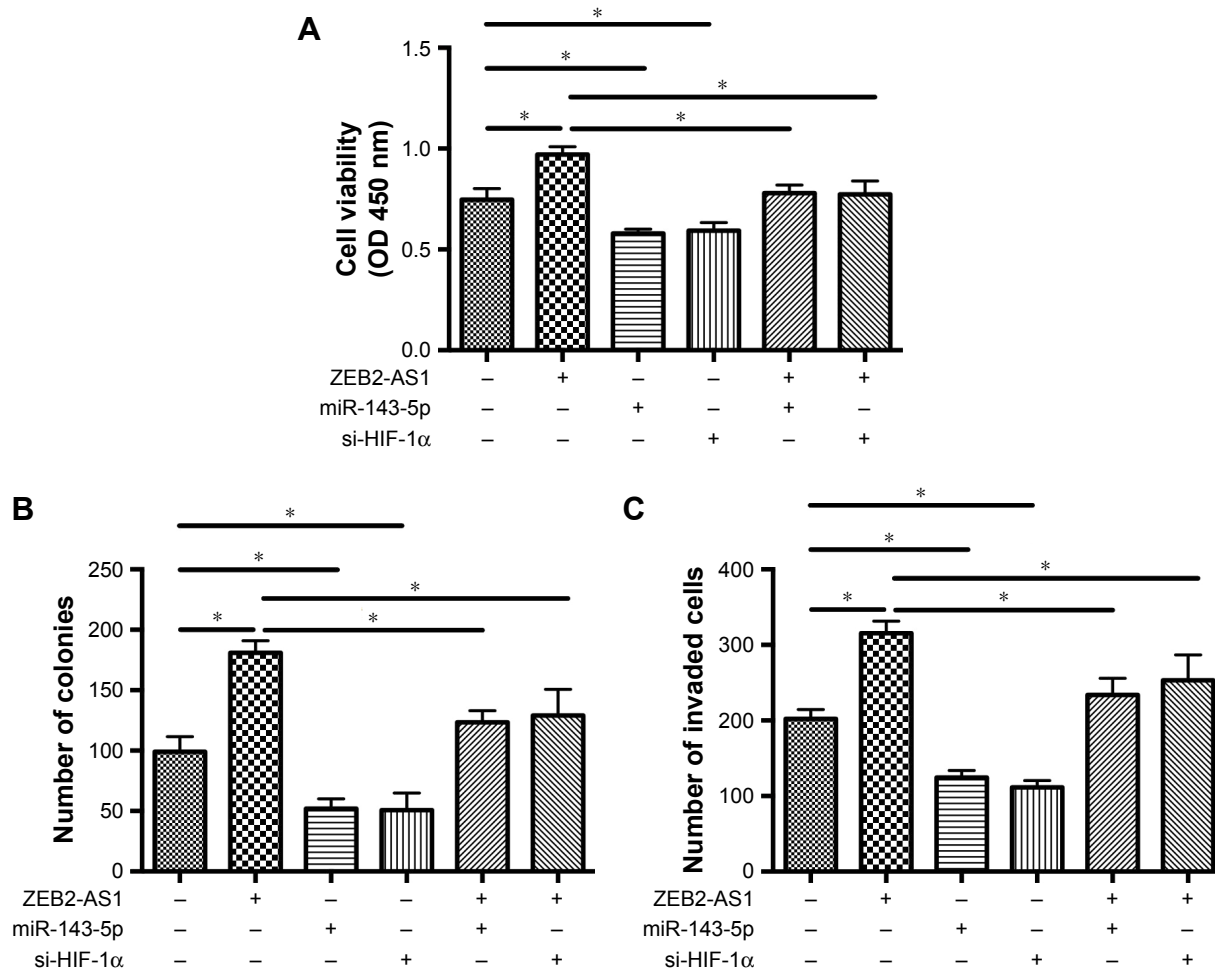 A
*
*
*
*
*
1.5
1.0
0.5
0.0
Cell viability
(OD 450 nm)
ZEB2-AS1 – + – – + +
miR-143-5p – – + – + –
si-HIF-1α – – – + – +
B
*
*
*
*
*
250
200
150
100
50
0
Number of colonies
ZEB2-AS1 – + – – + +
miR-143-5p – – + – + –
si-HIF-1α – – – + – +
C
*
*
*
*
*
400
300
200
100
0
Number of invaded cells
ZEB2-AS1 – + – – + +
miR-143-5p – – + – + –
si-HIF-1α – – – + – +